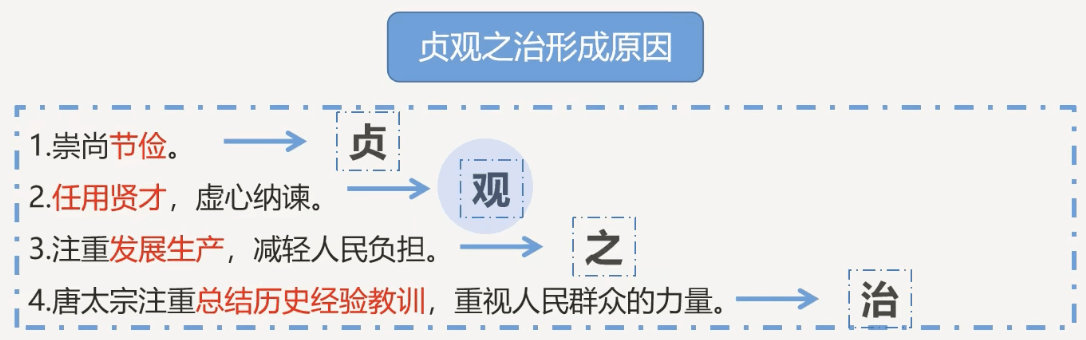 贞观之治形成原因
1.崇尚节俭。 贞
2.任用贤才，虚心纳谏。 观
3.注重发展生产，减轻人民负担。 之
4.唐太宗注重总结历史经验教训，重视人民群众的力量。 治